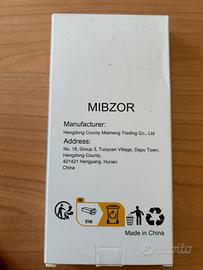 MIBZOR
Manufacturer:
Hengdong County Maimeng Trading Co., Ltd
Address:
No. 18, Group 3, Tuoyuan Village, Dapu Town,
Hengdong County,
421421 Hengyang, Hunan
China
Made in China
subito